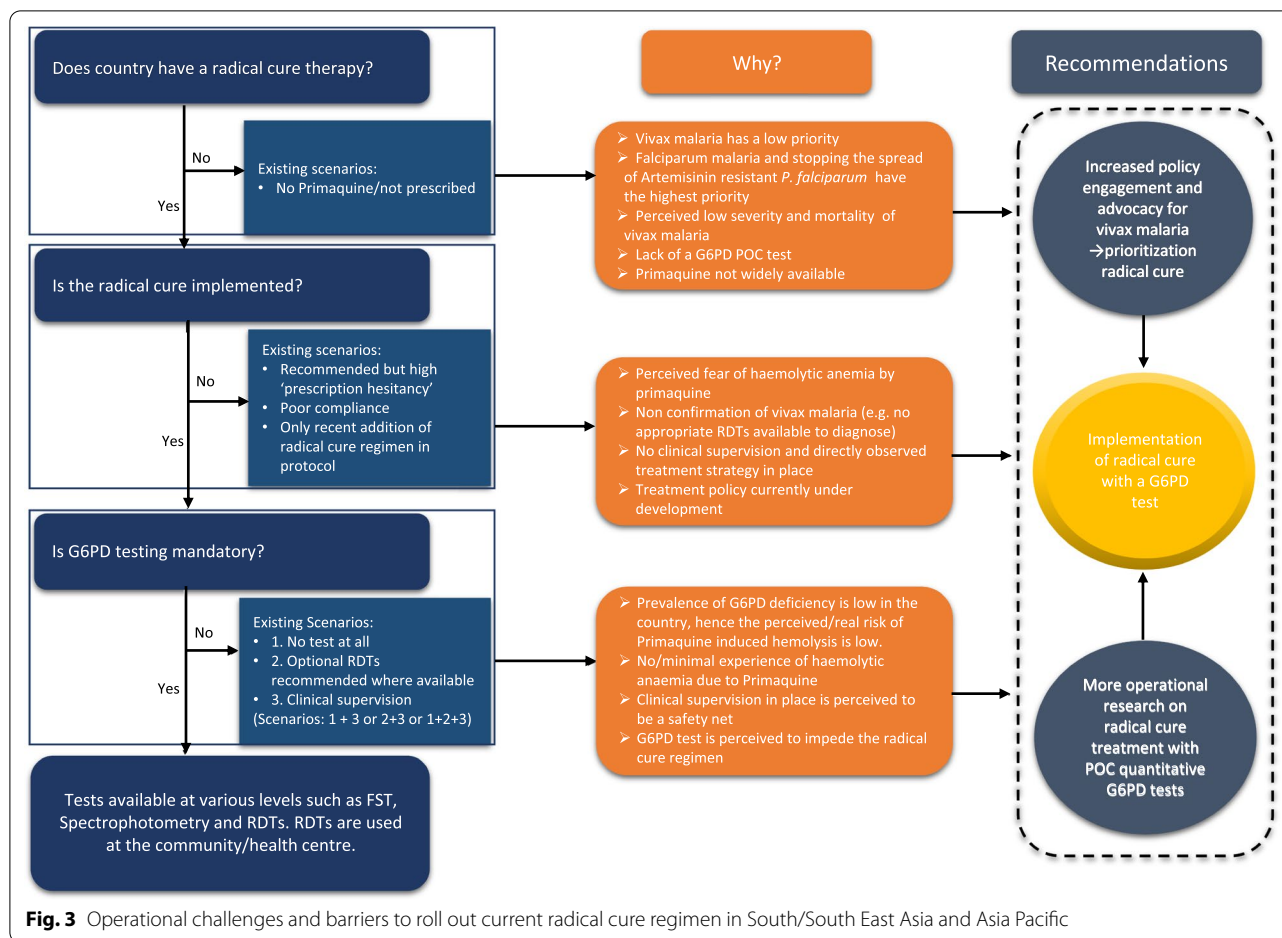 Does country have a radical cure therapy?
No
Yes
Existing scenarios:
• No Primaquine/not prescribed
Is the radical cure implemented?
No
Yes
Existing scenarios:
• Recommended but high
‘prescription hesitancy’
• Poor compliance
• Only recent addition of
radical cure regimen in
protocol
Is G6PD testing mandatory?
No
Yes
Existing Scenarios:
• 1. No test at all
• 2. Optional RDTs
recommended where available
• 3. Clinical supervision
(Scenarios: 1 + 3 or 2+3 or 1+2+3)
Tests available at various levels such as FST,
Spectrophotometry and RDTs. RDTs are used
at the community/health centre.
Why?
➢ Vivax malaria has a low priority
➢ Falciparum malaria and stopping the spread
of Artemisinin resistant P. falciparum have
the highest priority
➢ Perceived low severity and mortality of
vivax malaria
➢ Lack of a G6PD POC test
➢ Primaquine not widely available
➢ Perceived fear of haemolytic anemia by
primaquine
➢ Non confirmation of vivax malaria (e.g. no
appropriate RDTs available to diagnose)
➢ No clinical supervision and directly observed
treatment strategy in place
➢ Treatment policy currently under
development
➢ Prevalence of G6PD deficiency is low in the
country, hence the perceived/real risk of
Primaquine induced hemolysis is low.
➢ No/minimal experience of haemolytic
anaemia due to Primaquine
➢ Clinical supervision in place is perceived to
be a safety net
➢ G6PD test is perceived to impede the radical
cure regimen
Recommendations
Increased policy
engagement and
advocacy for
vivax malaria
→prioritization
radical cure
Implementation
of radical cure
with a G6PD
test
More operational
research on
radical cure
treatment with
POC quantitative
G6PD tests
Fig. 3 Operational challenges and barriers to roll out current radical cure regimen in South/South East Asia and Asia Pacific